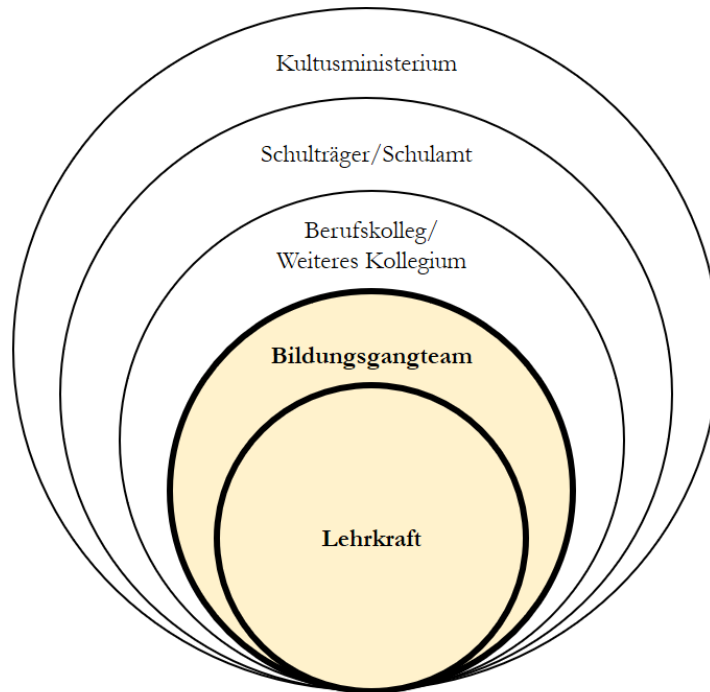 Kultusministerium
Schulträger/Schulamt
Berufskolleg/
Weiteres Kollegium
Bildungsgangteam
Lehrkraft